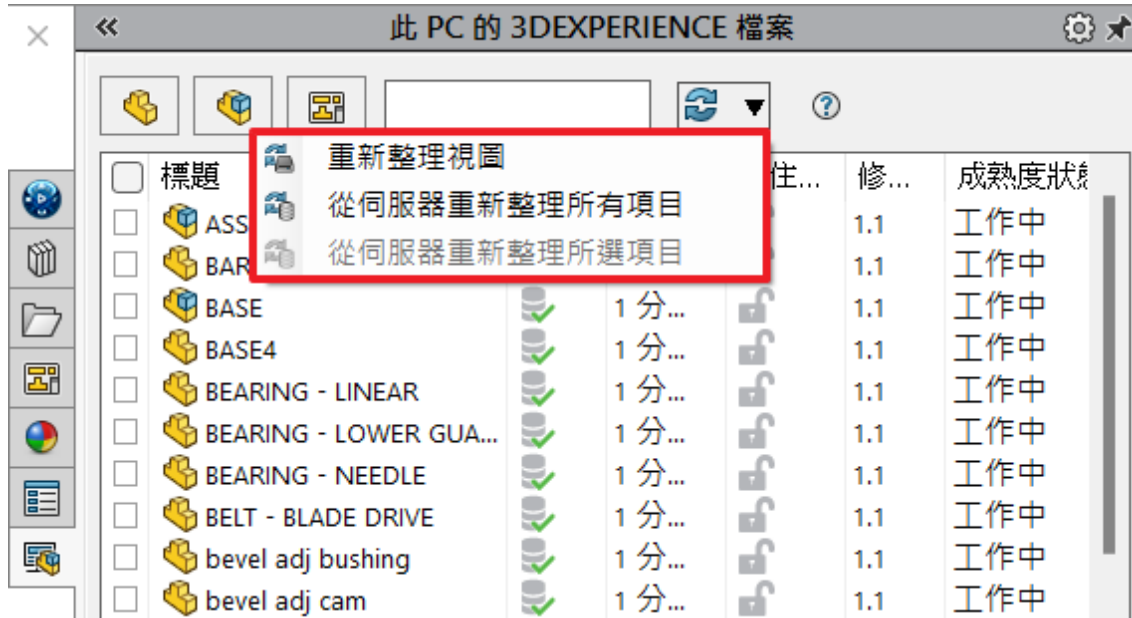 此 PC 的 3DEXPERIENCE 檔案
重新整理視圖
從伺服器重新整理所有項目
從伺服器重新整理所選項目
標題 住... 修... 成熟度狀態
ASS 1.1 工作中
BAR 1.1 工作中
BASE 1 分... 1.1 工作中
BASE4 1 分... 1.1 工作中
BEARING - LINEAR 1 分... 1.1 工作中
BEARING - LOWER GUA... 1 分... 1.1 工作中
BEARING - NEEDLE 1 分... 1.1 工作中
BELT - BLADE DRIVE 1 分... 1.1 工作中
bevel adj bushing 1 分... 1.1 工作中
bevel adj cam 1 分... 1.1 工作中